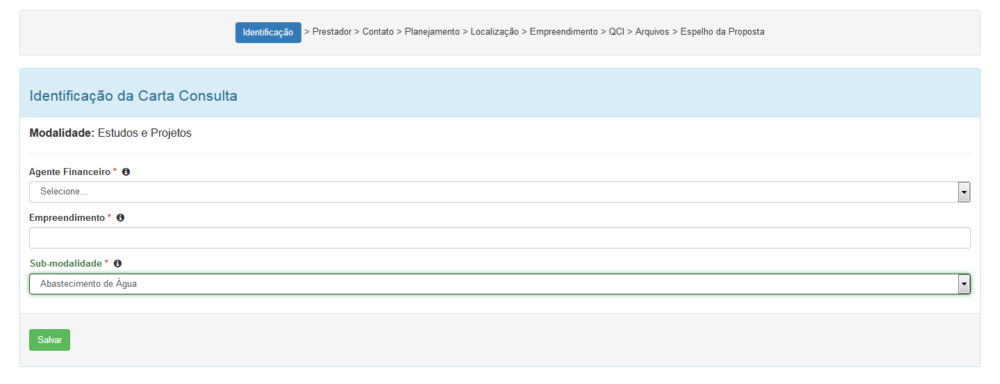 Identificação > Prestador > Contato > Planejamento > Localização > Empreendimento > QCI > Arquivos > Espelho da Proposta
Identificação da Carta Consulta
Modalidade: Estudos e Projetos
Agente Financeiro *
Selecione...
Empreendimento *
Sub-modalidade *
Abastecimento de Água
Salvar